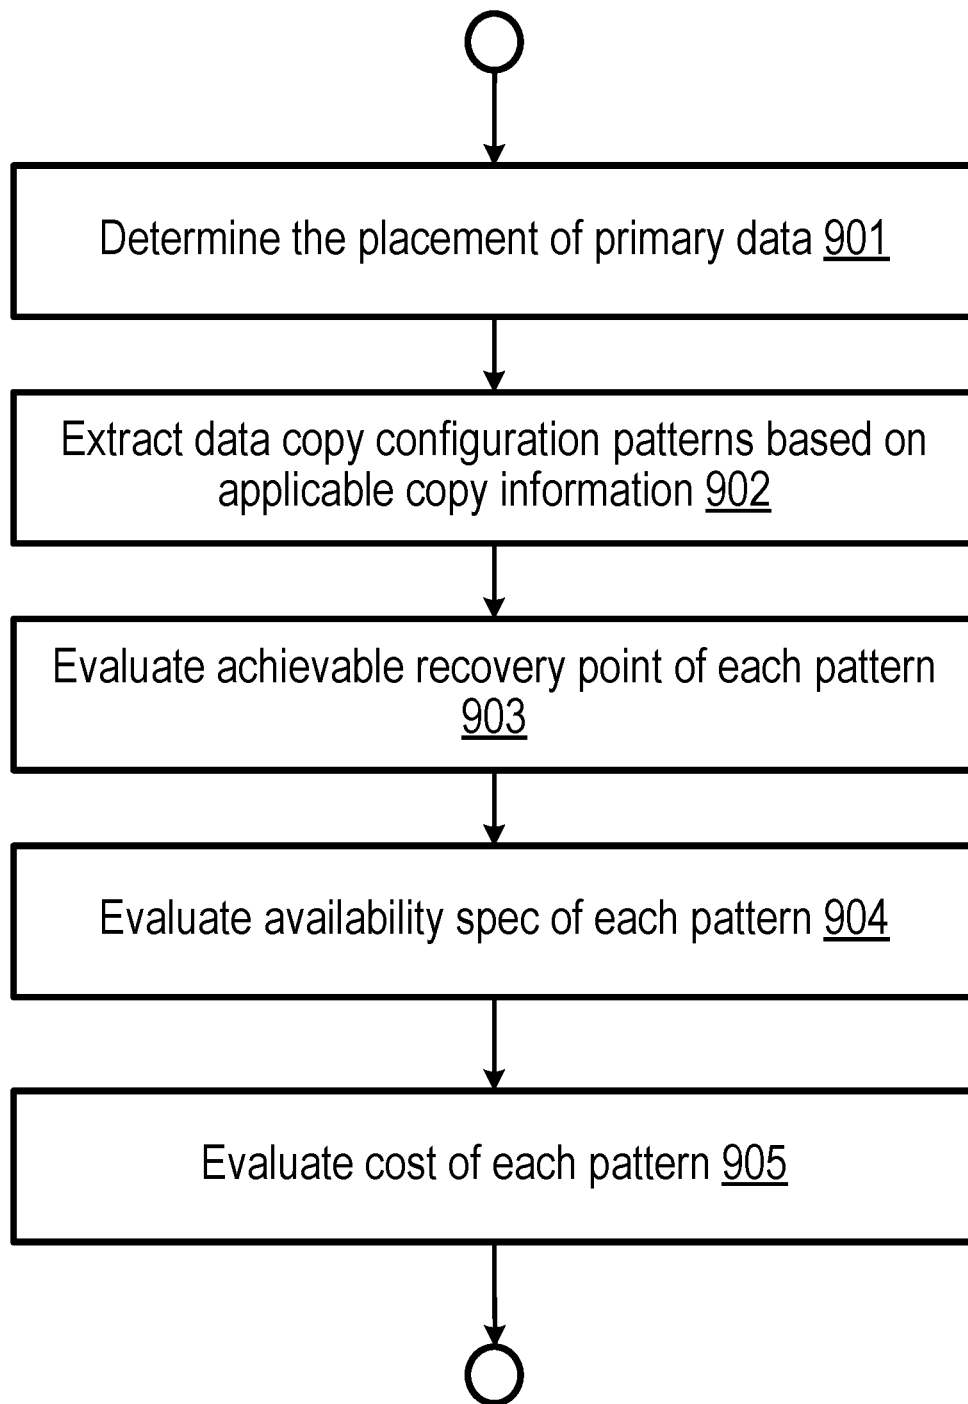 Determine the placement of primary data 901
Extract data copy configuration patterns based on
applicable copy information 902
Evaluate achievable recovery point of each pattern
903
Evaluate availability spec of each pattern 904
Evaluate cost of each pattern 905